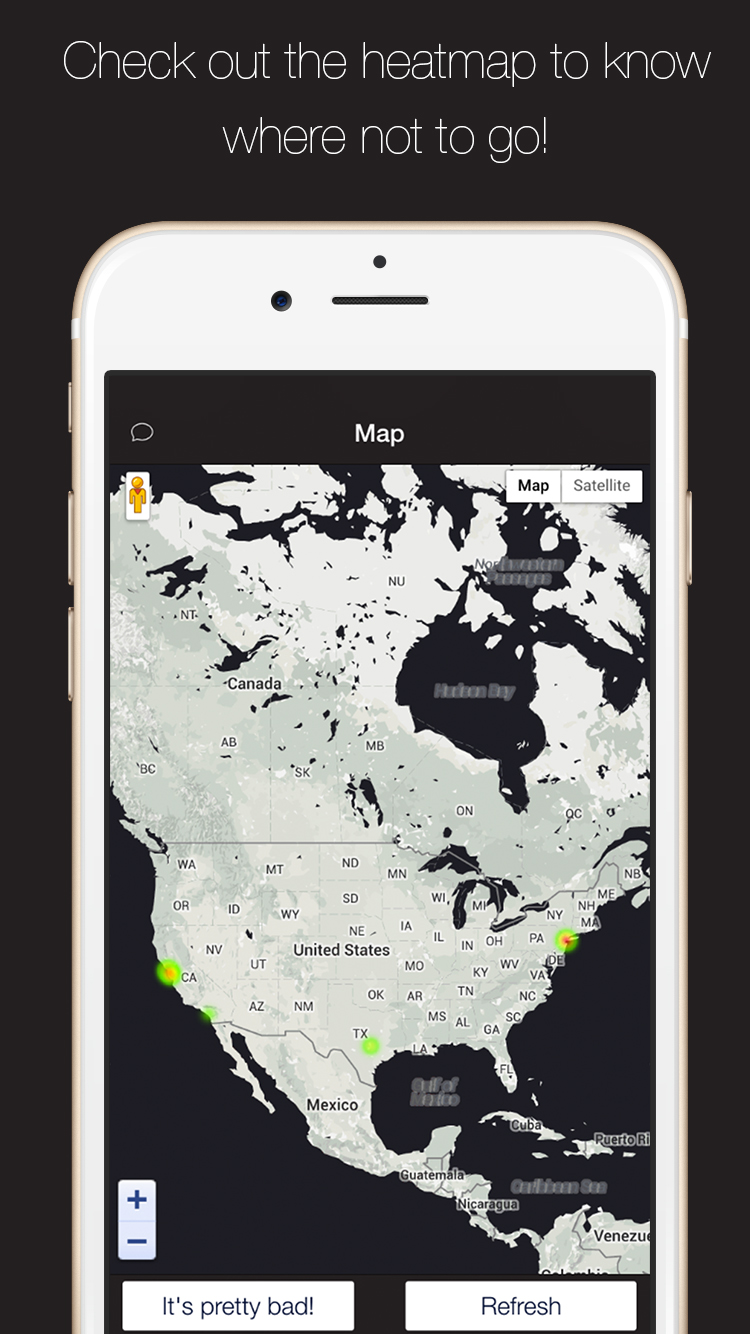 Check out the heatmap to know
where not to go!
Map
Map Satellite
NU
NT
Canada
Hudson Bay
AB
MB
BC
SK
ON
QC
WA
MT
ND
MN
NB
OR
ID
WY
SD
WI
MI
ME
NH
NY
MA
NE
IA
IL
IN
OH
PA
NV
UT
United States
DE
CA
MO
KY
WV
VA
AZ
NM
OK
AR
TN
NC
MS
AL
GA
SC
TX
LA
FL
Gulf of
Mexico
Mexico
Cuba
Puerto Ri
Guatemala
Caribbean Sea
Nicaragua
Venezue
Colombia
+
−
It's pretty bad!
Refresh